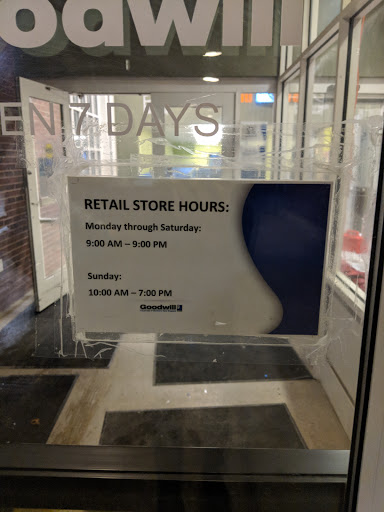 odwill
EN 7 DAYS
RETAIL STORE HOURS:
Monday through Saturday:
9:00 AM – 9:00 PM
Sunday:
10:00 AM – 7:00 PM
Goodwill